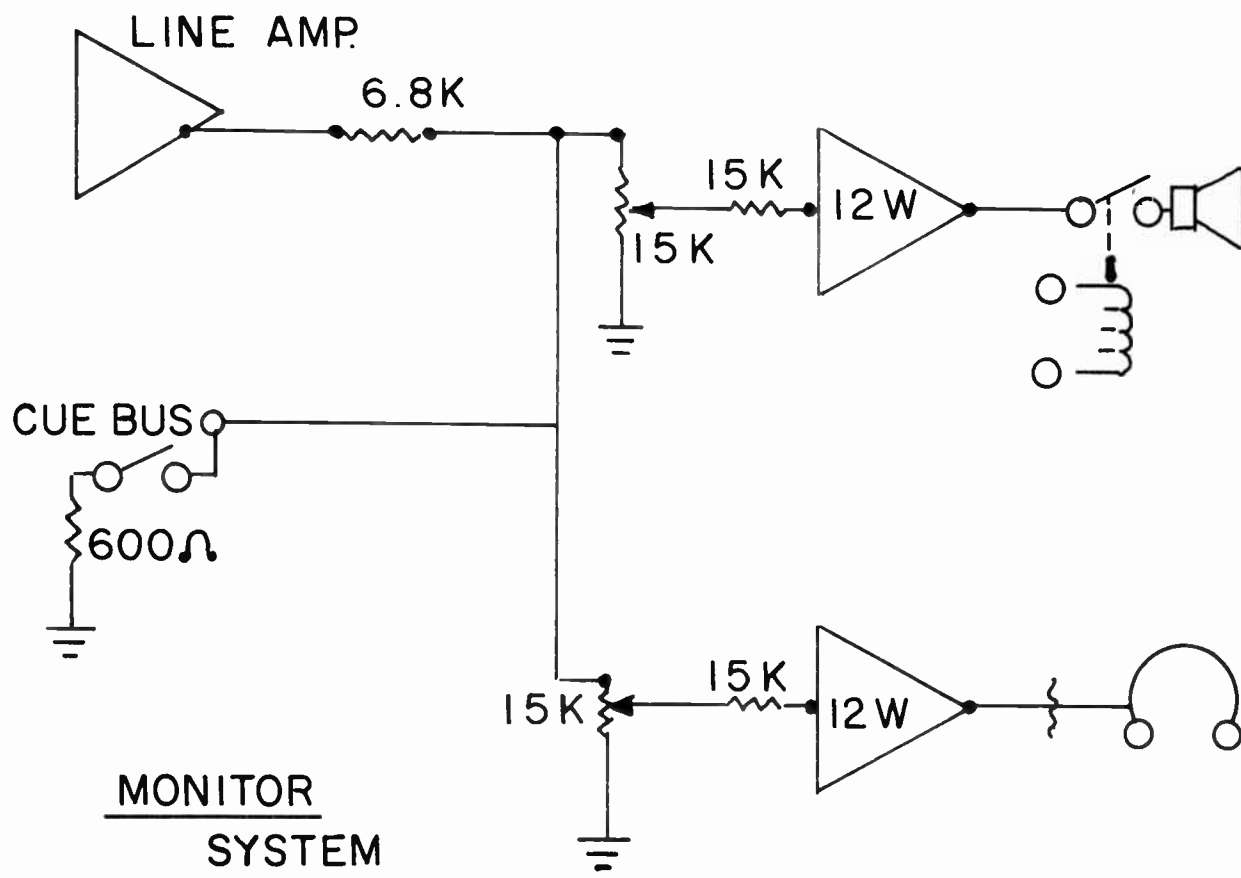 LINE AMP.
6.8K
15K
15K
12W
CUE BUS
600Ω
15K
15K
12W
MONITOR
SYSTEM